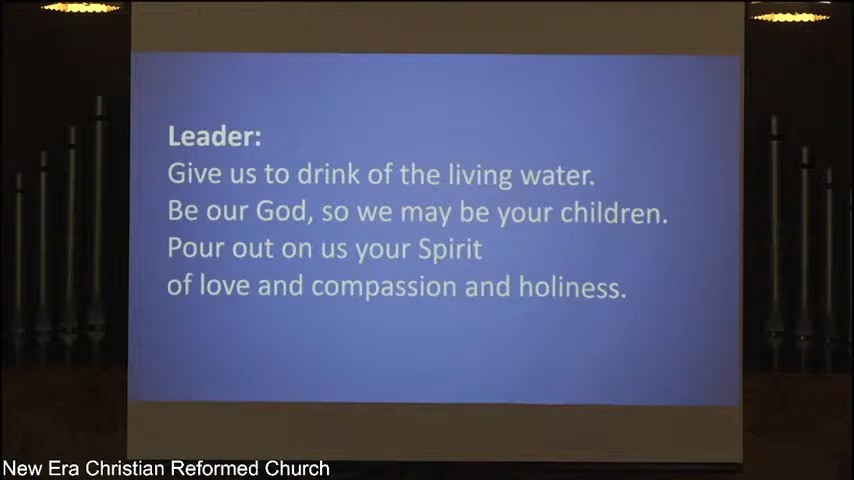 Leader:
Give us to drink of the living water.
Be our God, so we may be your children.
Pour out on us your Spirit
of love and compassion and holiness.
New Era Christian Reformed Church